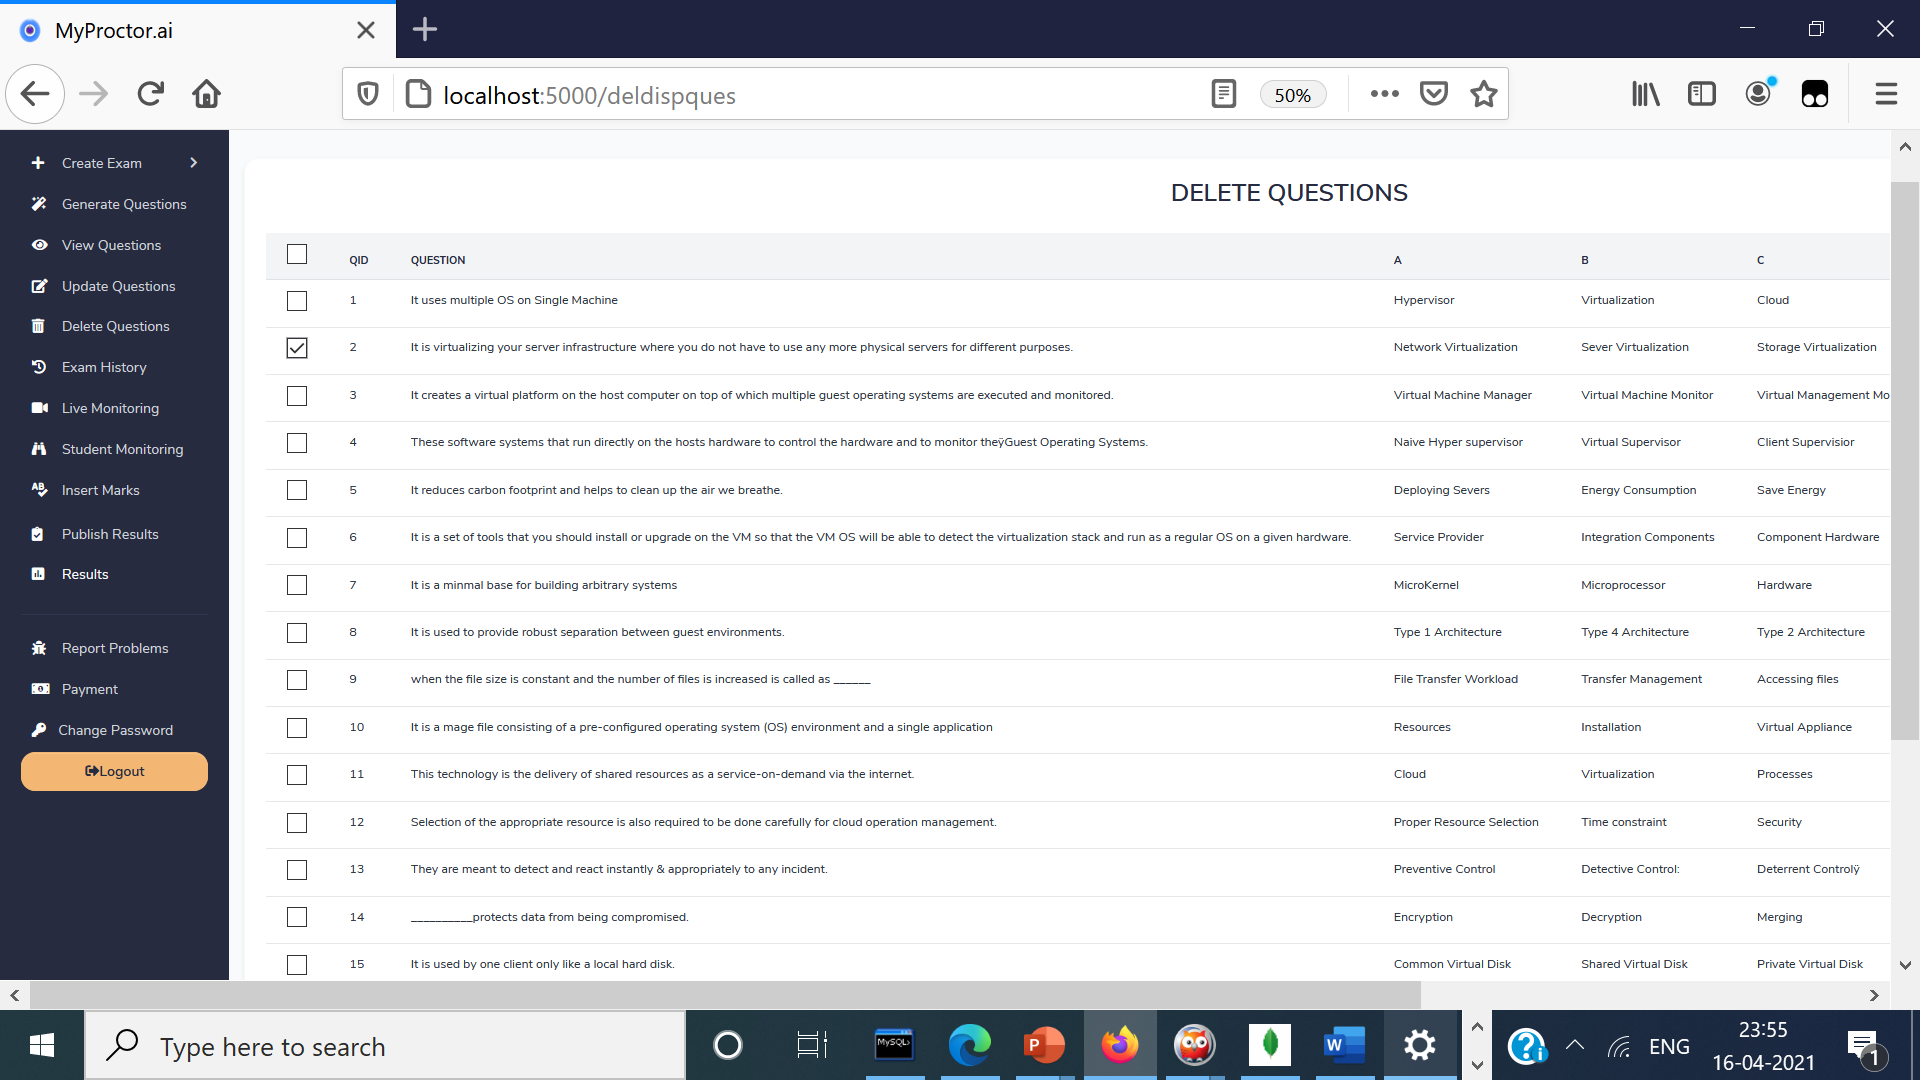 MyProctor.ai
localhost:5000/deldispques
50%
Create Exam
Generate Questions
View Questions
Update Questions
Delete Questions
Exam History
Live Monitoring
Student Monitoring
Insert Marks
Publish Results
Results
Report Problems
Payment
Change Password
Logout
DELETE QUESTIONS
QID QUESTION A B C
1 It uses multiple OS on Single Machine Hypervisor Virtualization Cloud
2 It is virtualizing your server infrastructure where you do not have to use any more physical servers for different purposes. Network Virtualization Sever Virtualization Storage Virtualization
3 It creates a virtual platform on the host computer on top of which multiple guest operating systems are executed and monitored. Virtual Machine Manager Virtual Machine Monitor Virtual Management Mo
4 These software systems that run directly on the hosts hardware to control the hardware and to monitor theÿGuest Operating Systems. Naive Hyper supervisor Virtual Supervisor Client Supervisior
5 It reduces carbon footprint and helps to clean up the air we breathe. Deploying Severs Energy Consumption Save Energy
6 It is a set of tools that you should install or upgrade on the VM so that the VM OS will be able to detect the virtualization stack and run as a regular OS on a given hardware. Service Provider Integration Components Component Hardware
7 It is a minmal base for building arbitrary systems MicroKernel Microprocessor Hardware
8 It is used to provide robust separation between guest environments. Type 1 Architecture Type 4 Architecture Type 2 Architecture
9 when the file size is constant and the number of files is increased is called as ______ File Transfer Workload Transfer Management Accessing files
10 It is a mage file consisting of a pre-configured operating system (OS) environment and a single application Resources Installation Virtual Appliance
11 This technology is the delivery of shared resources as a service-on-demand via the internet. Cloud Virtualization Processes
12 Selection of the appropriate resource is also required to be done carefully for cloud operation management. Proper Resource Selection Time constraint Security
13 They are meant to detect and react instantly & appropriately to any incident. Preventive Control Detective Control: Deterrent Controlÿ
14 __________protects data from being compromised. Encryption Decryption Merging
15 It is used by one client only like a local hard disk. Common Virtual Disk Shared Virtual Disk Private Virtual Disk
Type here to search
MySQL>
P
W
ENG
23:55
16-04-2021
1